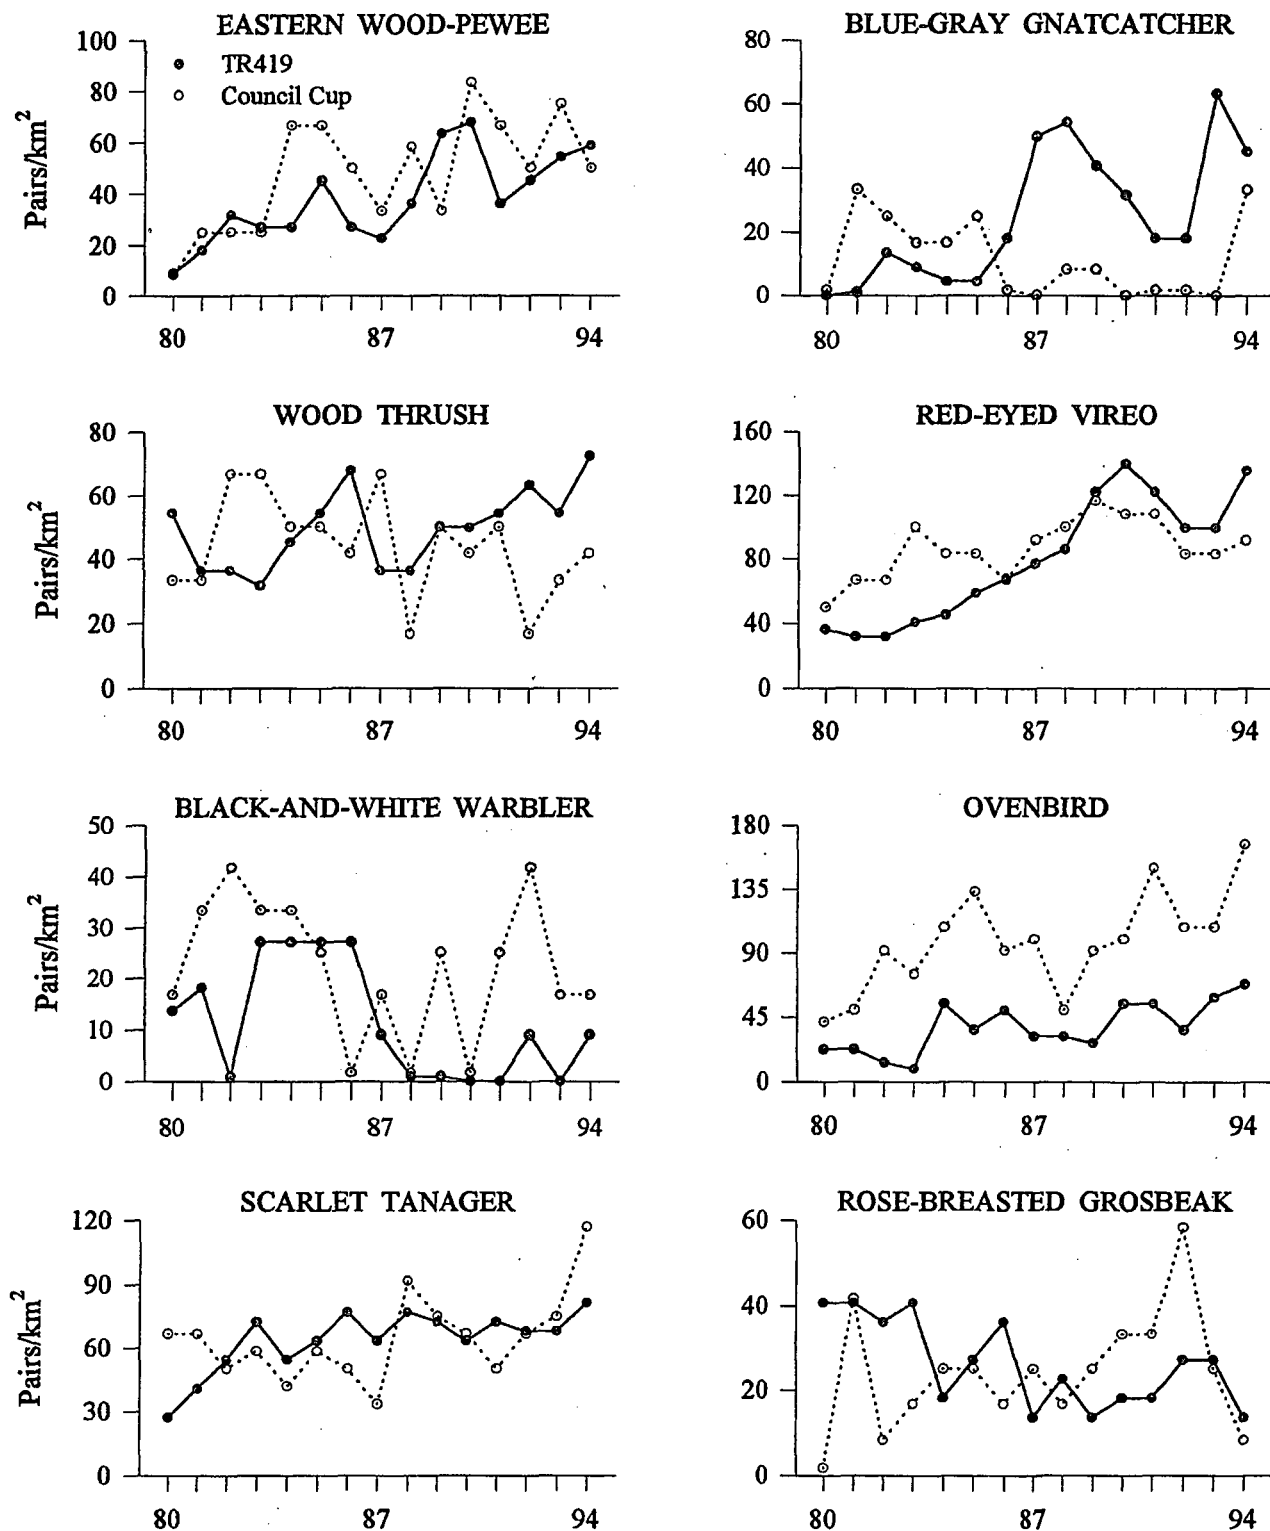 EASTERN WOOD-PEWEE
100
80
60
40
20
0
Pairs/km²
TR419
Council Cup
80 87 94
BLUE-GRAY GNATCATCHER
80
60
40
20
0
80 87 94
WOOD THRUSH
80
60
40
20
0
Pairs/km²
80 87 94
RED-EYED VIREO
160
120
80
40
0
80 87 94
BLACK-AND-WHITE WARBLER
50
40
30
20
10
0
Pairs/km²
80 87 94
OVENBIRD
180
135
90
45
0
80 87 94
SCARLET TANAGER
120
90
60
30
0
Pairs/km²
80 87 94
ROSE-BREASTED GROSBEAK
60
40
20
0
80 87 94